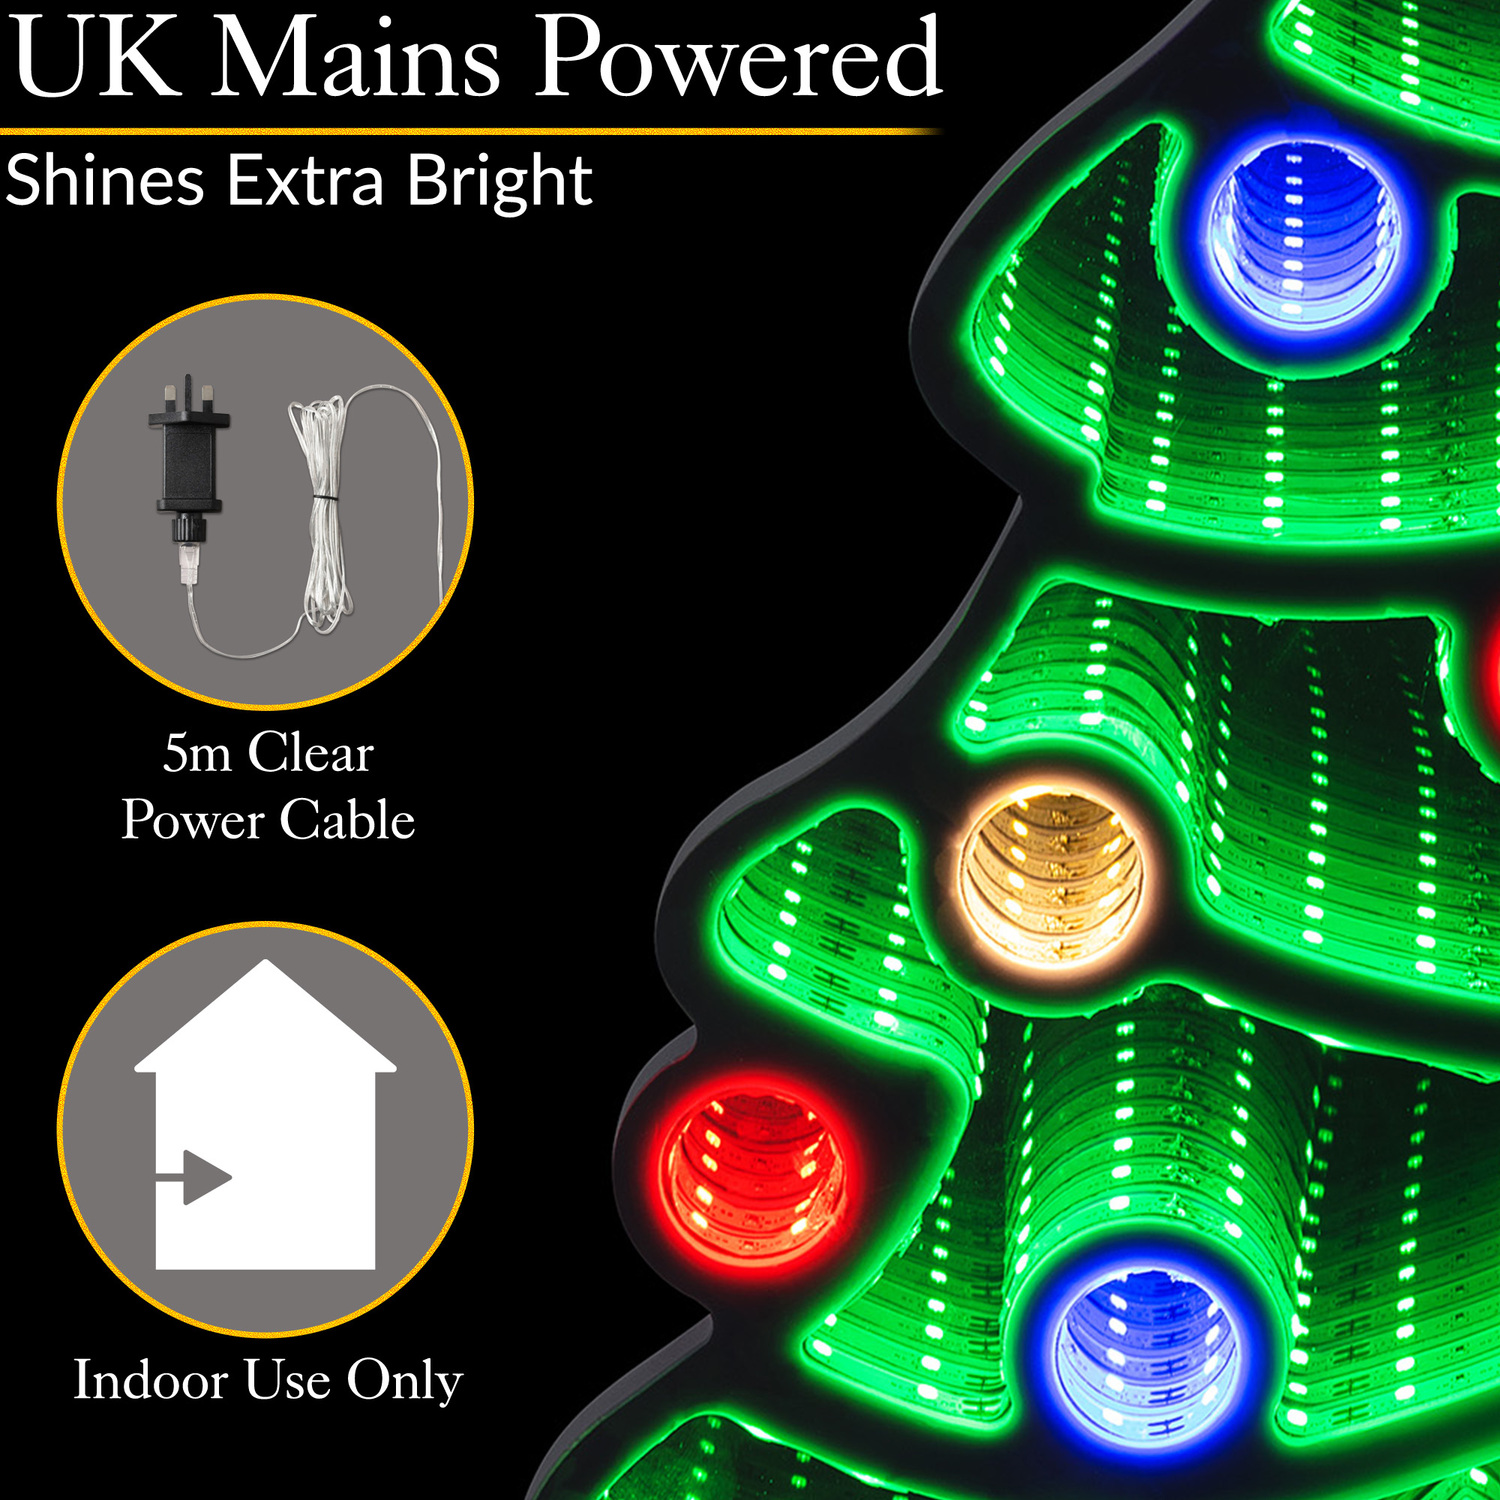 UK Mains Powered
Shines Extra Bright
5m Clear
Power Cable
Indoor Use Only